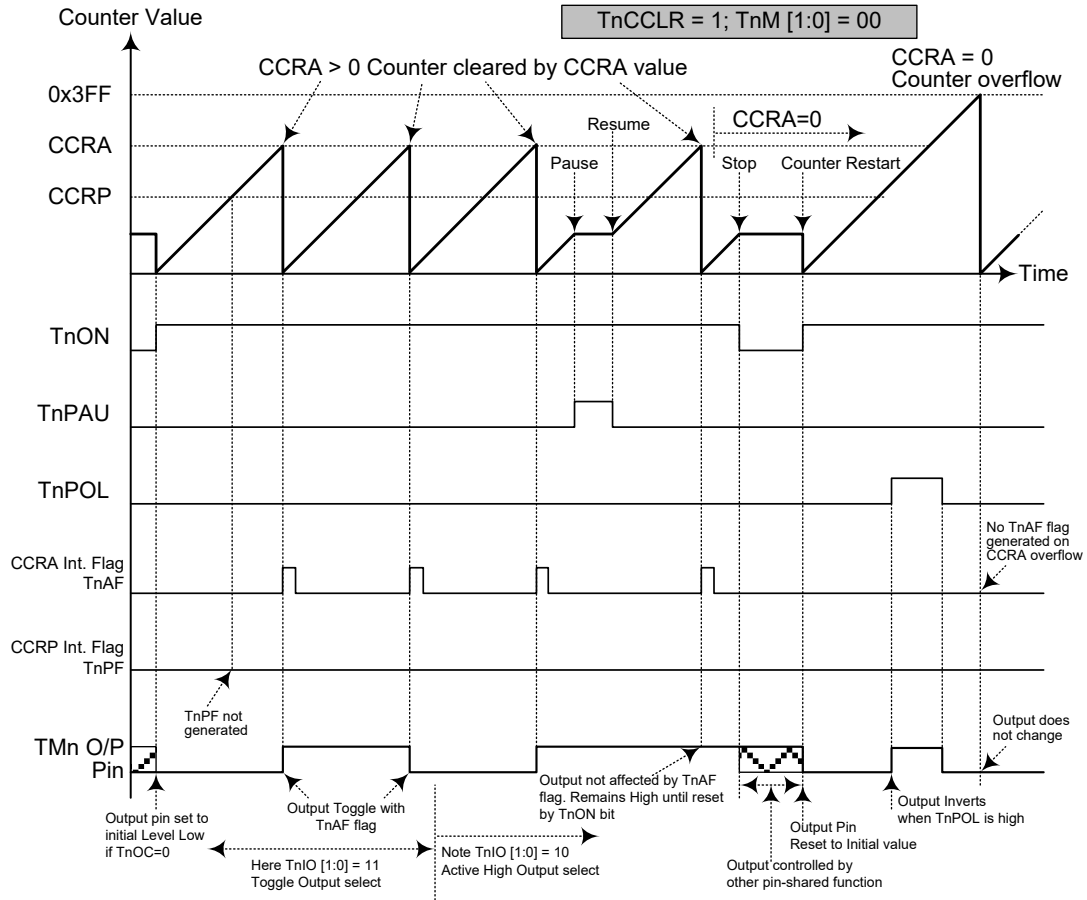 Counter Value
TnCCLR = 1; TnM [1:0] = 00
CCRA > 0 Counter cleared by CCRA value
CCRA = 0
Counter overflow
0x3FF
CCRA
CCRP
Resume
CCRA=0
Pause
Stop
Counter Restart
Time
TnON
TnPAU
TnPOL
CCRA Int. Flag
TnAF
No TnAF flag
generated on
CCRA overflow
CCRP Int. Flag
TnPF
TnPF not
generated
TMn O/P
Pin
Output does
not change
Output pin set to
initial Level Low
if TnOC=0
Output Toggle with
TnAF flag
Output not affected by TnAF
flag. Remains High until reset
by TnON bit
Output Inverts
when TnPOL is high
Output Pin
Reset to Initial value
Here TnIO [1:0] = 11
Toggle Output select
Note TnIO [1:0] = 10
Active High Output select
Output controlled by
other pin-shared function